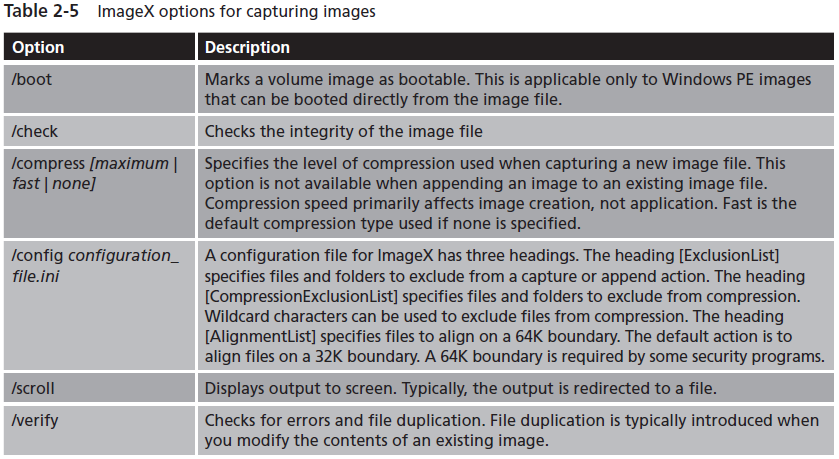 Table 2-5 ImageX options for capturing images
Option Description
/boot Marks a volume image as bootable. This is applicable only to Windows PE images
that can be booted directly from the image file.
/check Checks the integrity of the image file
/compress [maximum | Specifies the level of compression used when capturing a new image file. This
fast | none] option is not available when appending an image to an existing image file.
Compression speed primarily affects image creation, not application. Fast is the
default compression type used if none is specified.
/config configuration_ A configuration file for ImageX has three headings. The heading [ExclusionList]
file.ini specifies files and folders to exclude from a capture or append action. The heading
[CompressionExclusionList] specifies files and folders to exclude from compression.
Wildcard characters can be used to exclude files from compression. The heading
[AlignmentList] specifies files to align on a 64K boundary. The default action is to
align files on a 32K boundary. A 64K boundary is required by some security programs.
/scroll Displays output to screen. Typically, the output is redirected to a file.
/verify Checks for errors and file duplication. File duplication is typically introduced when
you modify the contents of an existing image.